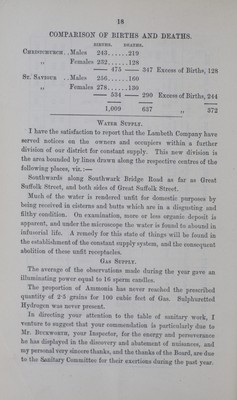 18
COMPARISON OF BIRTHS AND DEATHS.
BIRTHS. DEATHS.
CHRISTCHURCH..Males 243......219
„ Females 232......128
—— 475 —— 347 Excess of Births, 128
ST. SAVIOUR ..Males 256......160
„ Females 278......130
—— 534 —— 290 Excess of Births, 244
1,009 637 „ 372
WATER SUPPLY.
I have the satisfaction to report that the Lambeth Company have
served notices on the owners and occupiers within a further
division of our district for constant supply. This new division is
the area bounded by lines drawn along the respective centres of the
following places, viz.:—
Southwards along Southwark Bridge Road as far as Great
Suffolk Street, and both sides of Great Suffolk Street.
Much of the water is rendered unfit for domestic purposes by
being received in cisterns and butts which are in a disgusting and
filthy condition. On examination, more or less organic deposit is
apparent, and under the microscope the water is found to abound in
infusorial life. A remedy for this state of things will be found in
the establishment of the constant supply system, and the consequent
abolition of these unfit receptacles.
GAS SUPPLY.
The average of the observations made during the year gave an
illuminating power equal to 16 sperm candles.
The proportion of Ammonia has never reached the prescribed
quantity of 2·5 grains for 100 cubic feet of Gas. Sulphuretted
Hydrogen was never present.
In directing your attention to the table of sanitary work, I
venture to suggest that your commendation is particularly due to
Mr. DUCKWORTH, your Inspector, for the energy and perseverance
he has displayed in the discovery and abatement of nuisances, and
my personal very sincere thanks, and the thanks of the Board, are due
to the Sanitary Committee for their exertions during the past year.